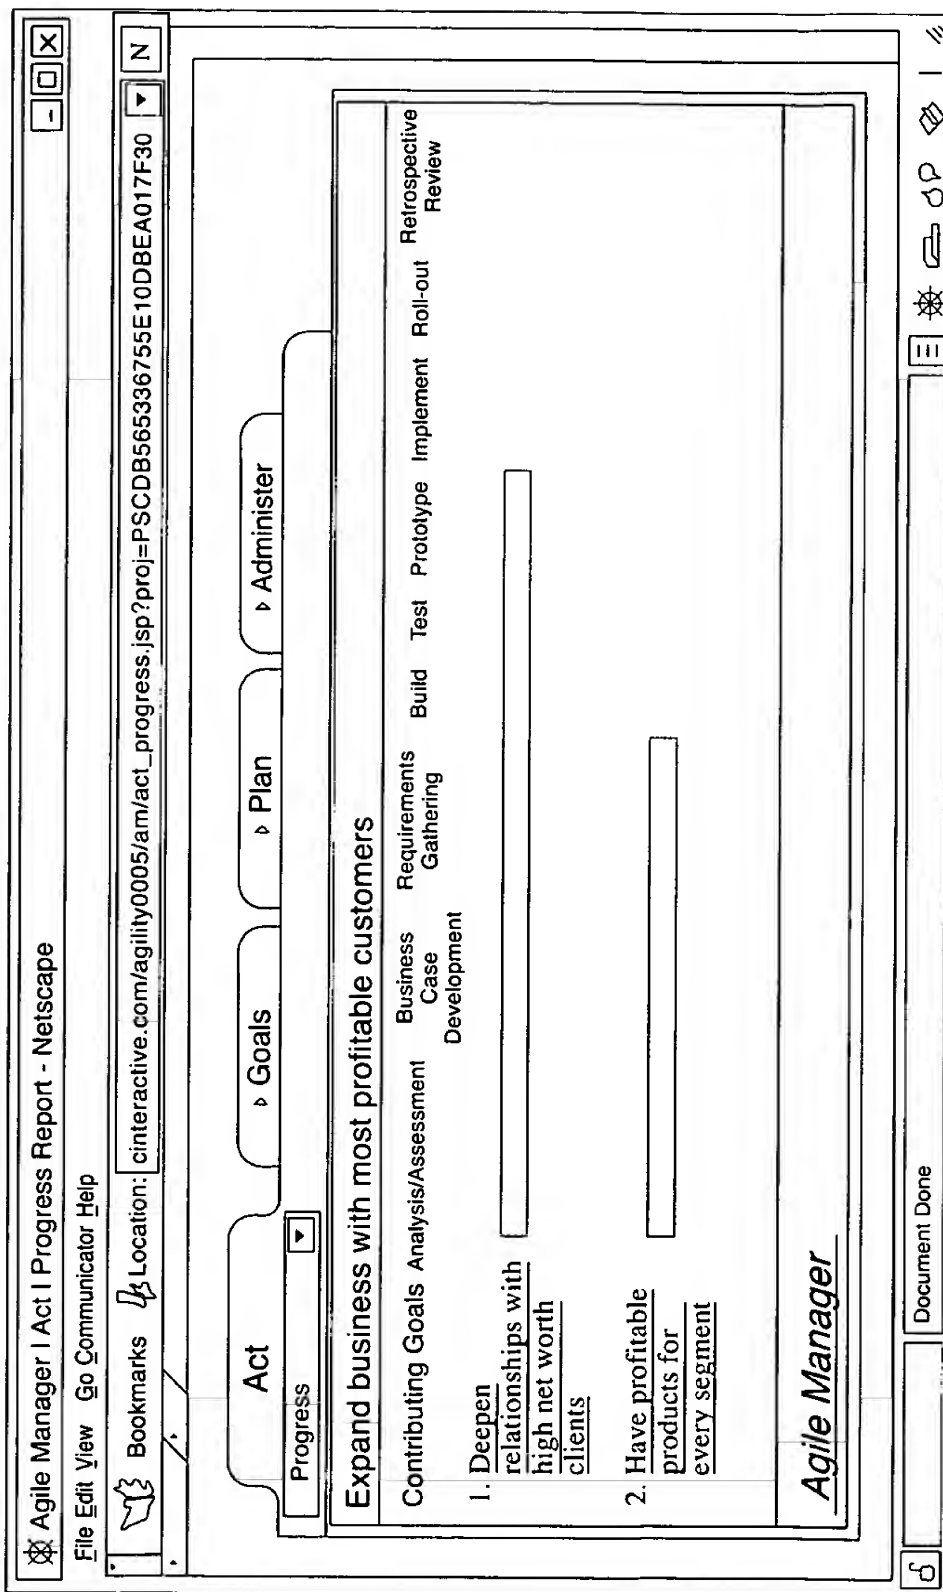 Agile Manager | Act | Progress Report - Netscape
File Edit View Go Communicator Help
Bookmarks Location: cinteractive.com/agility0005/am/act_progress.jsp?proj=PSCDB565336755E10DBEA017F30 N
Act ▹ Goals ▹ Plan ▹ Administer
Progress
Expand business with most profitable customers
Contributing Goals Analysis/Assessment Business Case Development Requirements Gathering Build Test Prototype Implement Roll-out Retrospective Review
1. Deepen
relationships with
high net worth
clients
2. Have profitable
products for
every segment
Agile Manager
Document Done